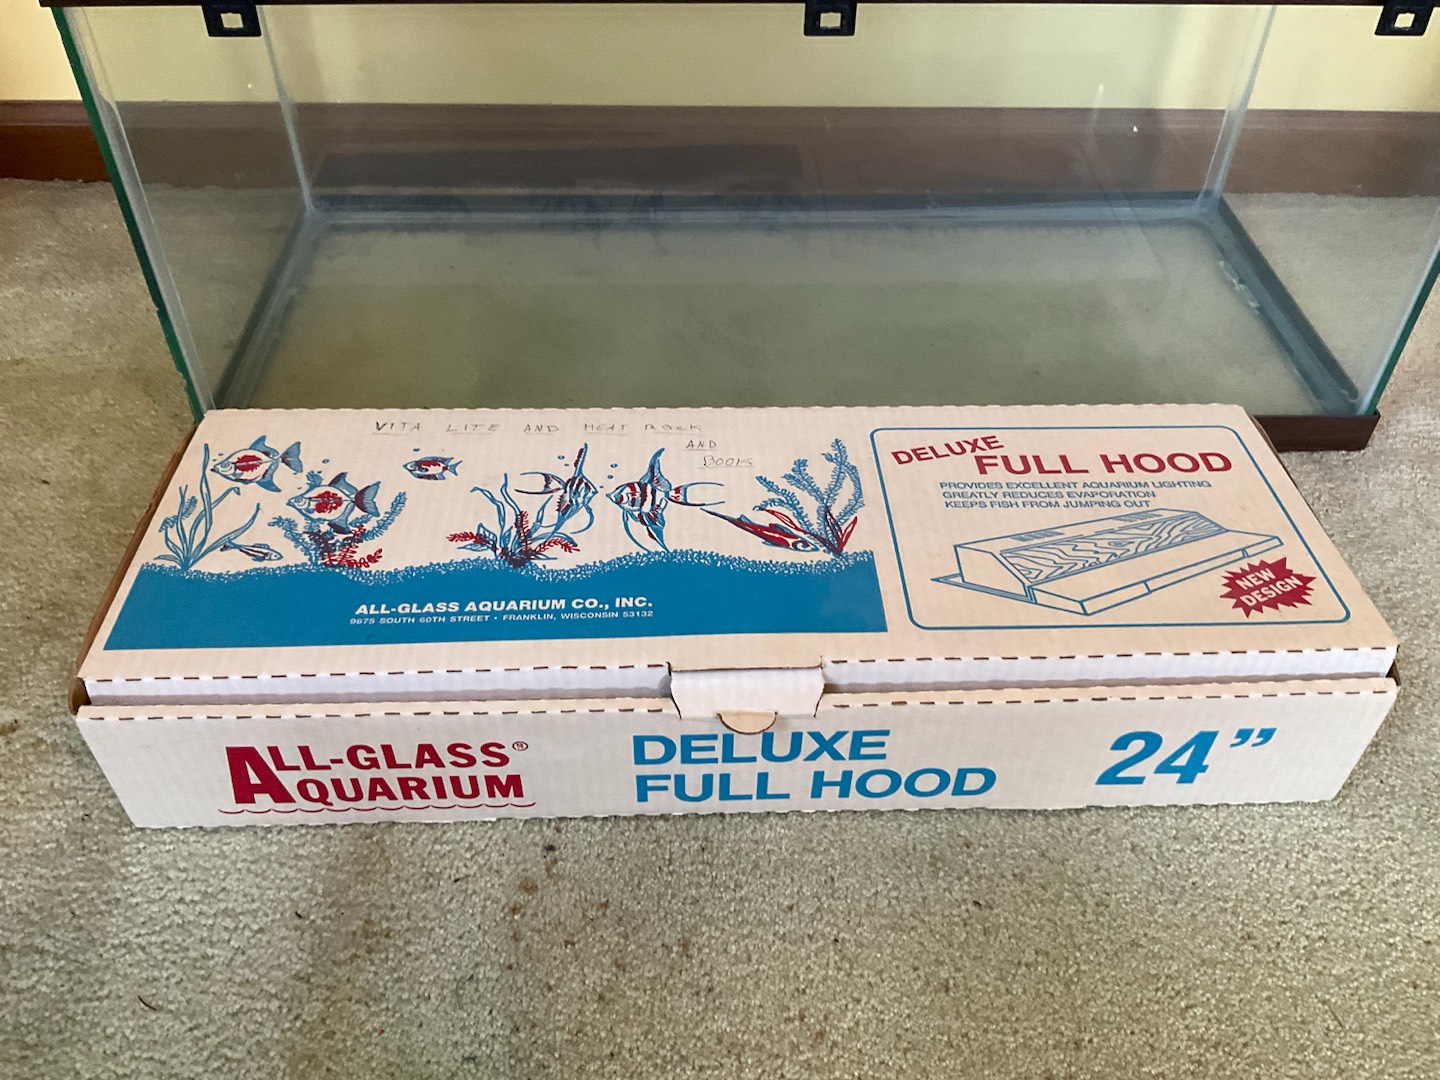 VITA LITE AND HEAT ROCK
AND
BOOK
DELUXE
FULL HOOD
PROVIDES EXCELLENT AQUARIUM LIGHTING
GREATLY REDUCES EVAPORATION
KEEPS FISH FROM JUMPING OUT
NEW
DESIGN
ALL-GLASS AQUARIUM CO., INC.
9675 SOUTH 60TH STREET • FRANKLIN, WISCONSIN 53132
ALL-GLASS®
AQUARIUM
DELUXE
FULL HOOD
24”